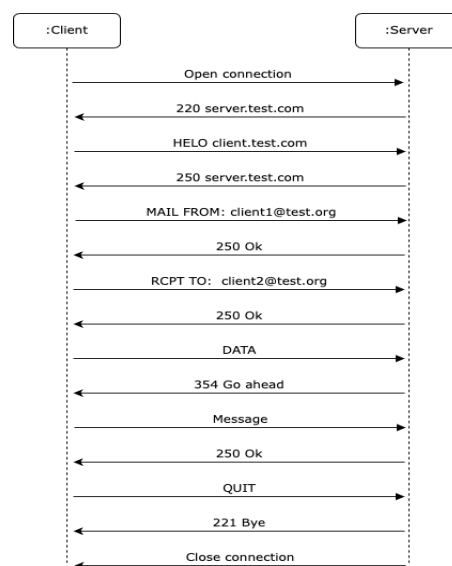 :Client
:Server
Open connection
220 server.test.com
HELO client.test.com
250 server.test.com
MAIL FROM: client1@test.org
250 Ok
RCPT TO:  client2@test.org
250 Ok
DATA
354 Go ahead
Message
250 Ok
QUIT
221 Bye
Close connection